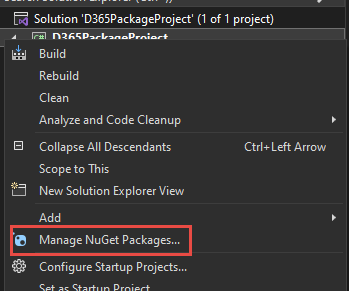 Solution 'D365PackageProject' (1 of 1 project)
D365PackageProject
Build
Rebuild
Clean
Analyze and Code Cleanup
Collapse All Descendants Ctrl+Left Arrow
Scope to This
New Solution Explorer View
Add
Manage NuGet Packages...
Configure Startup Projects...
Set as Startup Project